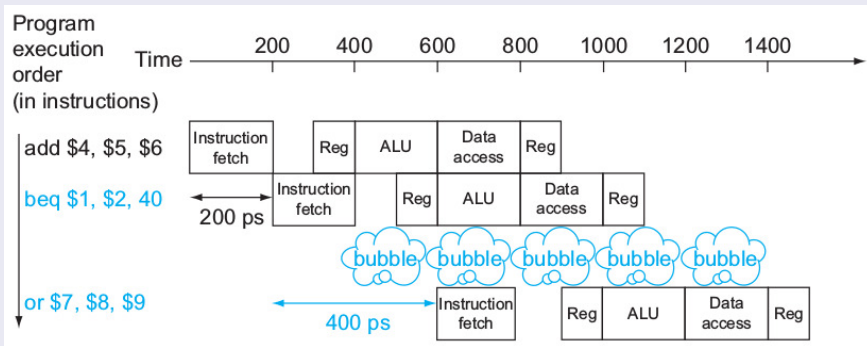 Program
execution
order
(in instructions)
Time
200 400 600 800 1000 1200 1400
add $4, $5, $6
Instruction
fetch
Reg
ALU
Data
access
Reg
beq $1, $2, 40
200 ps
Instruction
fetch
Reg
ALU
Data
access
Reg
bubble bubble bubble bubble bubble
or $7, $8, $9
400 ps
Instruction
fetch
Reg
ALU
Data
access
Reg